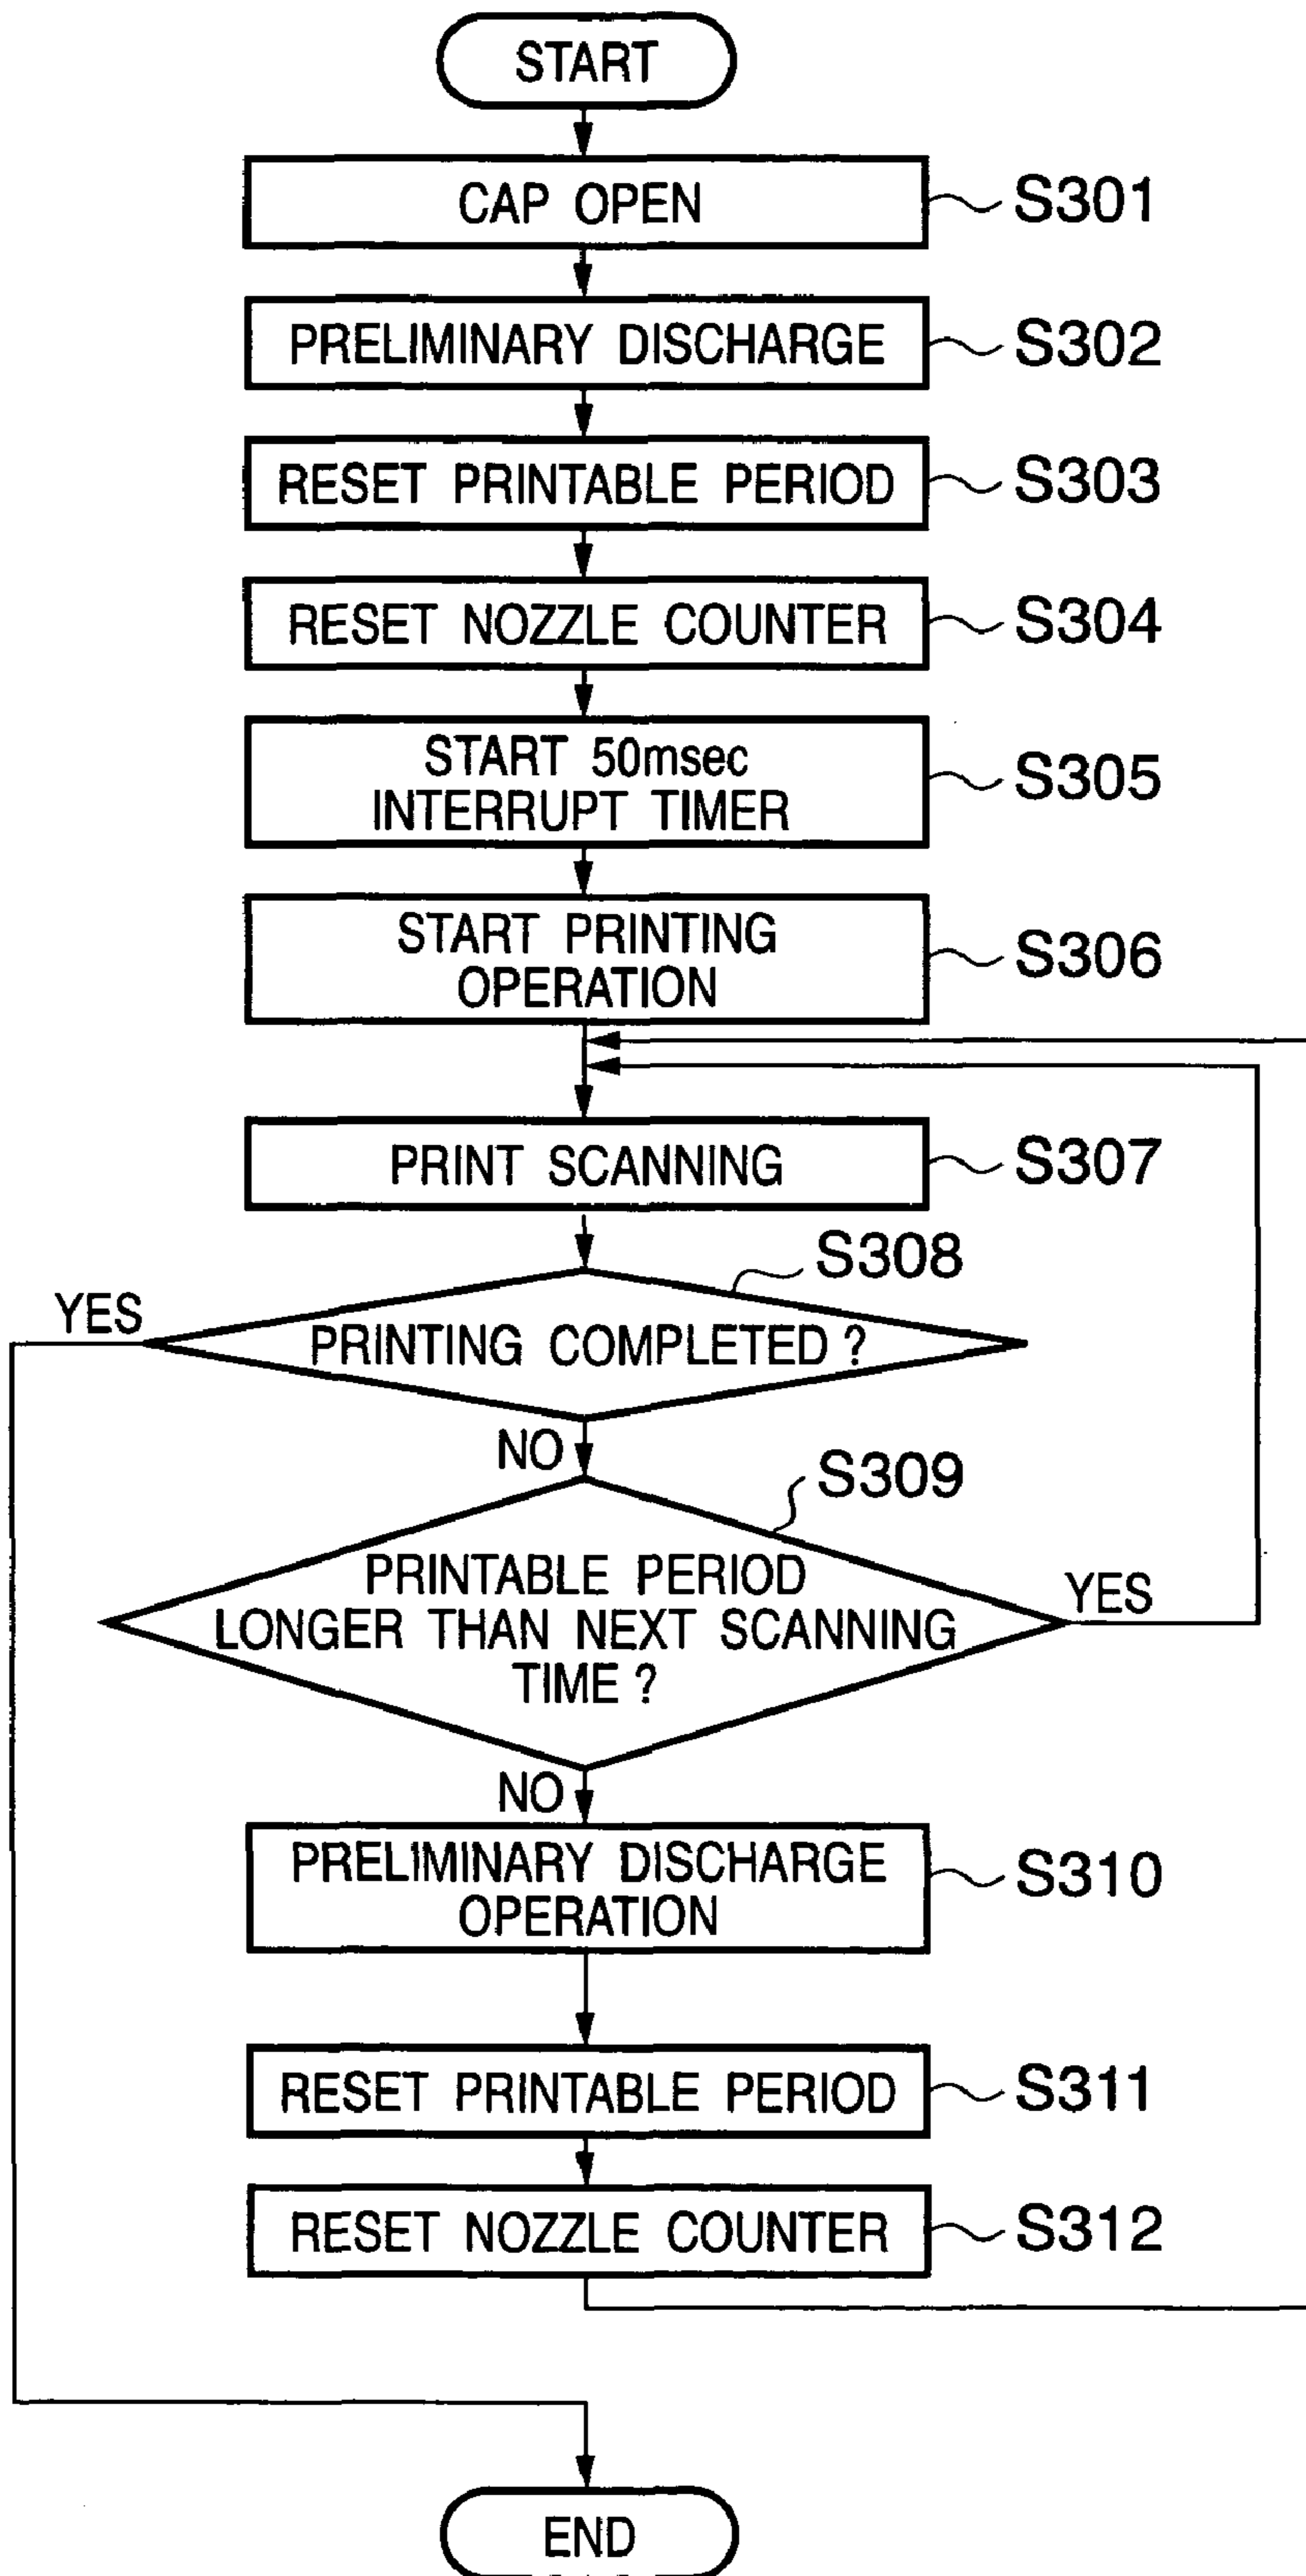 START
CAP OPEN
S301
PRELIMINARY DISCHARGE
S302
RESET PRINTABLE PERIOD
S303
RESET NOZZLE COUNTER
S304
START 50msec
INTERRUPT TIMER
S305
START PRINTING
OPERATION
S306
PRINT SCANNING
S307
S308
YES
PRINTING COMPLETED ?
NO
S309
PRINTABLE PERIOD
LONGER THAN NEXT SCANNING
TIME ?
YES
NO
PRELIMINARY DISCHARGE
OPERATION
S310
RESET PRINTABLE PERIOD
S311
RESET NOZZLE COUNTER
S312
END